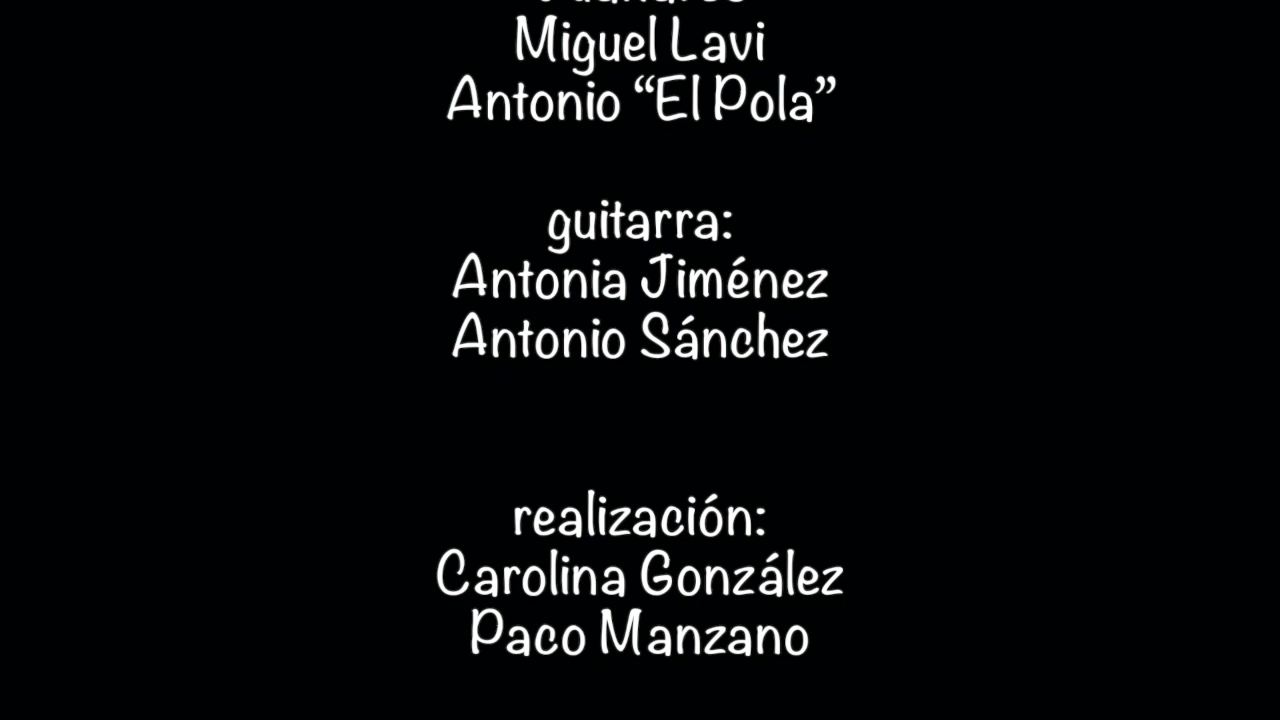 Miguel Lavi
Antonio “El Pola”
guitarra:
Antonia Jiménez
Antonio Sánchez
realización:
Carolina González
Paco Manzano